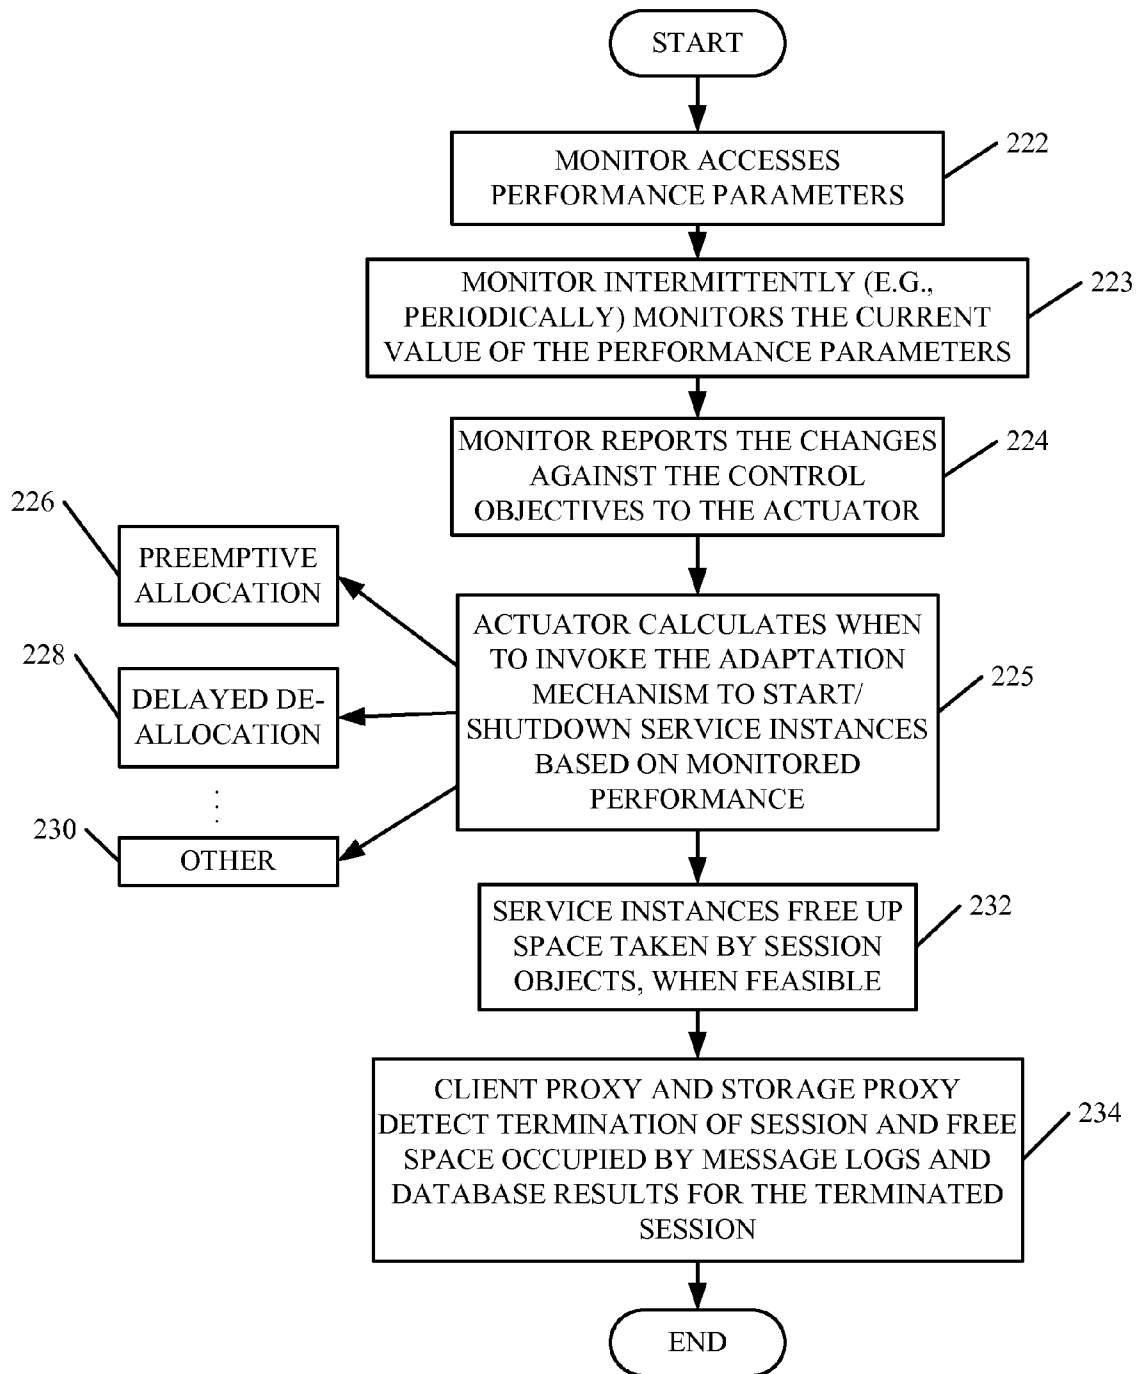 START
MONITOR ACCESSES
PERFORMANCE PARAMETERS
222
MONITOR INTERMITTENTLY (E.G.,
PERIODICALLY) MONITORS THE CURRENT
VALUE OF THE PERFORMANCE PARAMETERS
223
MONITOR REPORTS THE CHANGES
AGAINST THE CONTROL
OBJECTIVES TO THE ACTUATOR
224
226
PREEMPTIVE
ALLOCATION
228
DELAYED DE-
ALLOCATION
230
OTHER
ACTUATOR CALCULATES WHEN
TO INVOKE THE ADAPTATION
MECHANISM TO START/
SHUTDOWN SERVICE INSTANCES
BASED ON MONITORED
PERFORMANCE
225
SERVICE INSTANCES FREE UP
SPACE TAKEN BY SESSION
OBJECTS, WHEN FEASIBLE
232
CLIENT PROXY AND STORAGE PROXY
DETECT TERMINATION OF SESSION AND FREE
SPACE OCCUPIED BY MESSAGE LOGS AND
DATABASE RESULTS FOR THE TERMINATED
SESSION
234
END